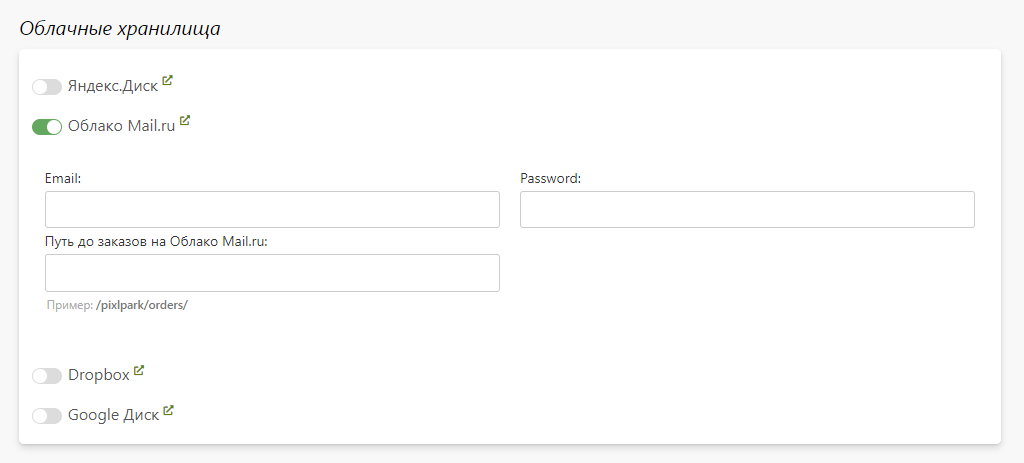 Облачные хранилища
Яндекс.Диск
Облако Mail.ru
Email: Password:
Путь до заказов на Облако Mail.ru:
Пример: /pixlpark/orders/
Dropbox
Google Диск